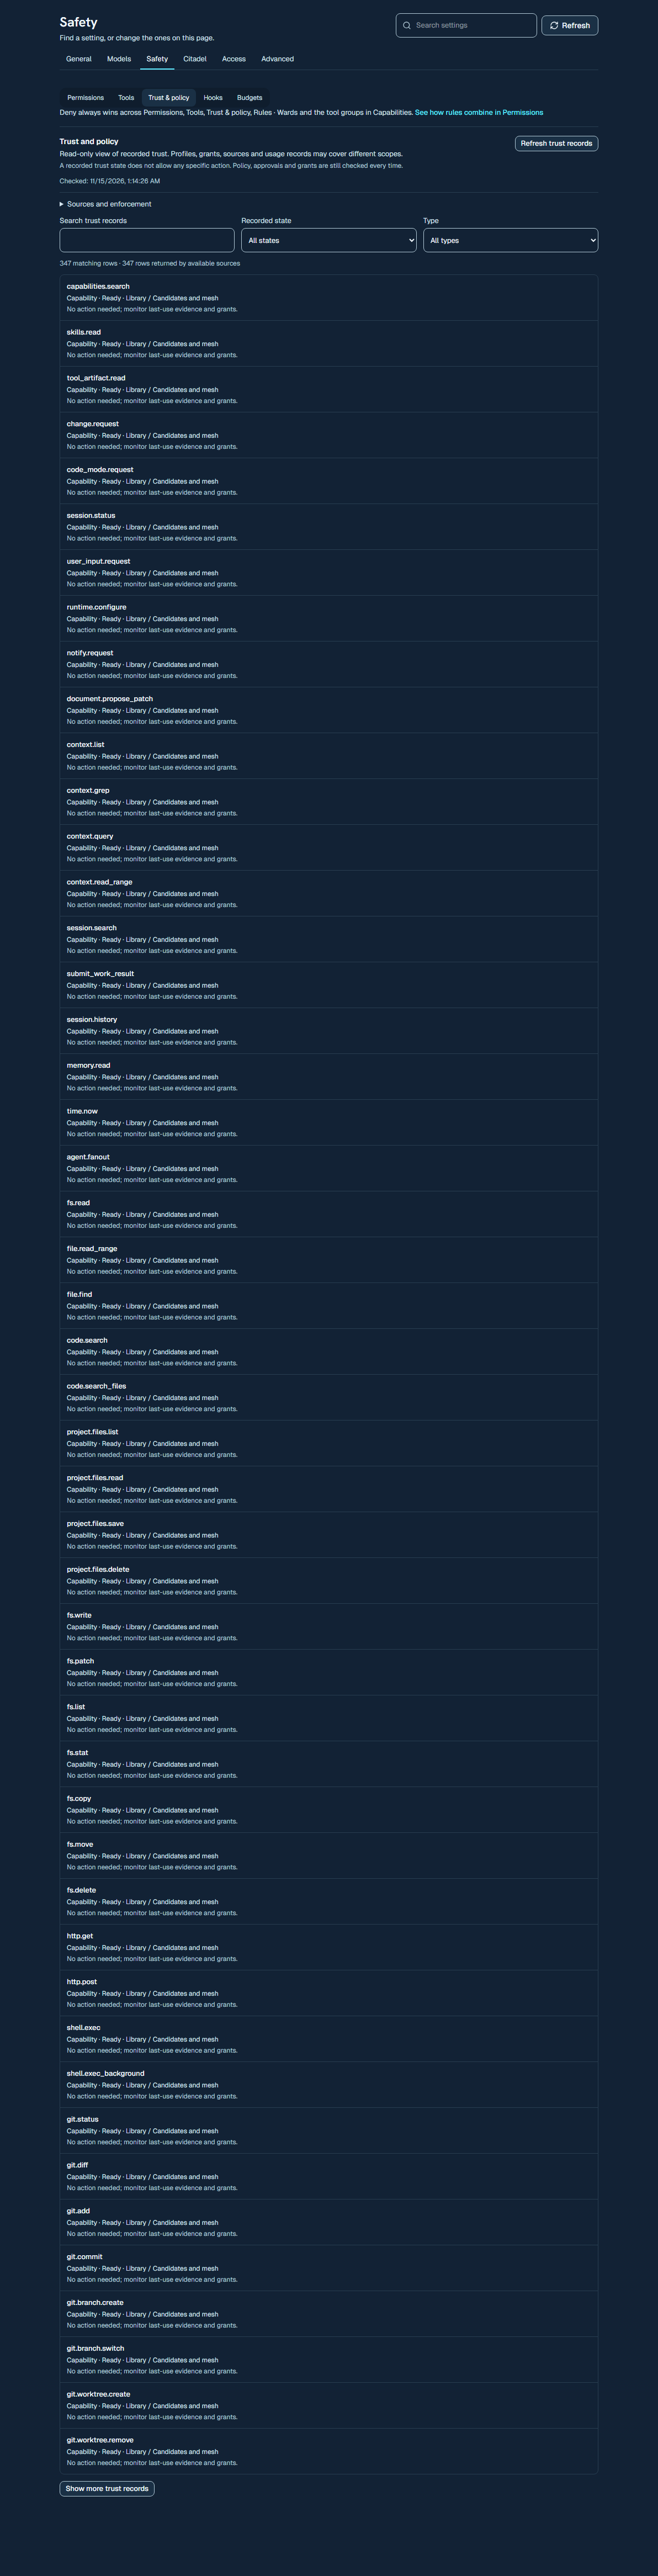 Safety
Find a setting, or change the ones on this page.
Search settings
Refresh
General Models Safety Citadel Access Advanced
Permissions Tools Trust & policy Hooks Budgets
Deny always wins across Permissions, Tools, Trust & policy, Rules · Wards and the tool groups in Capabilities. See how rules combine in Permissions
Trust and policy
Refresh trust records
Read-only view of recorded trust. Profiles, grants, sources and usage records may cover different scopes.
A recorded trust state does not allow any specific action. Policy, approvals and grants are still checked every time.
Checked: 11/15/2026, 1:14:26 AM
Sources and enforcement
Search trust records Recorded state Type
All states All types
347 matching rows · 347 rows returned by available sources
capabilities.search
Capability · Ready · Library / Candidates and mesh
No action needed; monitor last-use evidence and grants.
skills.read
Capability · Ready · Library / Candidates and mesh
No action needed; monitor last-use evidence and grants.
tool_artifact.read
Capability · Ready · Library / Candidates and mesh
No action needed; monitor last-use evidence and grants.
change.request
Capability · Ready · Library / Candidates and mesh
No action needed; monitor last-use evidence and grants.
code_mode.request
Capability · Ready · Library / Candidates and mesh
No action needed; monitor last-use evidence and grants.
session.status
Capability · Ready · Library / Candidates and mesh
No action needed; monitor last-use evidence and grants.
user_input.request
Capability · Ready · Library / Candidates and mesh
No action needed; monitor last-use evidence and grants.
runtime.configure
Capability · Ready · Library / Candidates and mesh
No action needed; monitor last-use evidence and grants.
notify.request
Capability · Ready · Library / Candidates and mesh
No action needed; monitor last-use evidence and grants.
document.propose_patch
Capability · Ready · Library / Candidates and mesh
No action needed; monitor last-use evidence and grants.
context.list
Capability · Ready · Library / Candidates and mesh
No action needed; monitor last-use evidence and grants.
context.grep
Capability · Ready · Library / Candidates and mesh
No action needed; monitor last-use evidence and grants.
context.query
Capability · Ready · Library / Candidates and mesh
No action needed; monitor last-use evidence and grants.
context.read_range
Capability · Ready · Library / Candidates and mesh
No action needed; monitor last-use evidence and grants.
session.search
Capability · Ready · Library / Candidates and mesh
No action needed; monitor last-use evidence and grants.
submit_work_result
Capability · Ready · Library / Candidates and mesh
No action needed; monitor last-use evidence and grants.
session.history
Capability · Ready · Library / Candidates and mesh
No action needed; monitor last-use evidence and grants.
memory.read
Capability · Ready · Library / Candidates and mesh
No action needed; monitor last-use evidence and grants.
time.now
Capability · Ready · Library / Candidates and mesh
No action needed; monitor last-use evidence and grants.
agent.fanout
Capability · Ready · Library / Candidates and mesh
No action needed; monitor last-use evidence and grants.
fs.read
Capability · Ready · Library / Candidates and mesh
No action needed; monitor last-use evidence and grants.
file.read_range
Capability · Ready · Library / Candidates and mesh
No action needed; monitor last-use evidence and grants.
file.find
Capability · Ready · Library / Candidates and mesh
No action needed; monitor last-use evidence and grants.
code.search
Capability · Ready · Library / Candidates and mesh
No action needed; monitor last-use evidence and grants.
code.search_files
Capability · Ready · Library / Candidates and mesh
No action needed; monitor last-use evidence and grants.
project.files.list
Capability · Ready · Library / Candidates and mesh
No action needed; monitor last-use evidence and grants.
project.files.read
Capability · Ready · Library / Candidates and mesh
No action needed; monitor last-use evidence and grants.
project.files.save
Capability · Ready · Library / Candidates and mesh
No action needed; monitor last-use evidence and grants.
project.files.delete
Capability · Ready · Library / Candidates and mesh
No action needed; monitor last-use evidence and grants.
fs.write
Capability · Ready · Library / Candidates and mesh
No action needed; monitor last-use evidence and grants.
fs.patch
Capability · Ready · Library / Candidates and mesh
No action needed; monitor last-use evidence and grants.
fs.list
Capability · Ready · Library / Candidates and mesh
No action needed; monitor last-use evidence and grants.
fs.stat
Capability · Ready · Library / Candidates and mesh
No action needed; monitor last-use evidence and grants.
fs.copy
Capability · Ready · Library / Candidates and mesh
No action needed; monitor last-use evidence and grants.
fs.move
Capability · Ready · Library / Candidates and mesh
No action needed; monitor last-use evidence and grants.
fs.delete
Capability · Ready · Library / Candidates and mesh
No action needed; monitor last-use evidence and grants.
http.get
Capability · Ready · Library / Candidates and mesh
No action needed; monitor last-use evidence and grants.
http.post
Capability · Ready · Library / Candidates and mesh
No action needed; monitor last-use evidence and grants.
shell.exec
Capability · Ready · Library / Candidates and mesh
No action needed; monitor last-use evidence and grants.
shell.exec_background
Capability · Ready · Library / Candidates and mesh
No action needed; monitor last-use evidence and grants.
git.status
Capability · Ready · Library / Candidates and mesh
No action needed; monitor last-use evidence and grants.
git.diff
Capability · Ready · Library / Candidates and mesh
No action needed; monitor last-use evidence and grants.
git.add
Capability · Ready · Library / Candidates and mesh
No action needed; monitor last-use evidence and grants.
git.commit
Capability · Ready · Library / Candidates and mesh
No action needed; monitor last-use evidence and grants.
git.branch.create
Capability · Ready · Library / Candidates and mesh
No action needed; monitor last-use evidence and grants.
git.branch.switch
Capability · Ready · Library / Candidates and mesh
No action needed; monitor last-use evidence and grants.
git.worktree.create
Capability · Ready · Library / Candidates and mesh
No action needed; monitor last-use evidence and grants.
git.worktree.remove
Capability · Ready · Library / Candidates and mesh
No action needed; monitor last-use evidence and grants.
Show more trust records